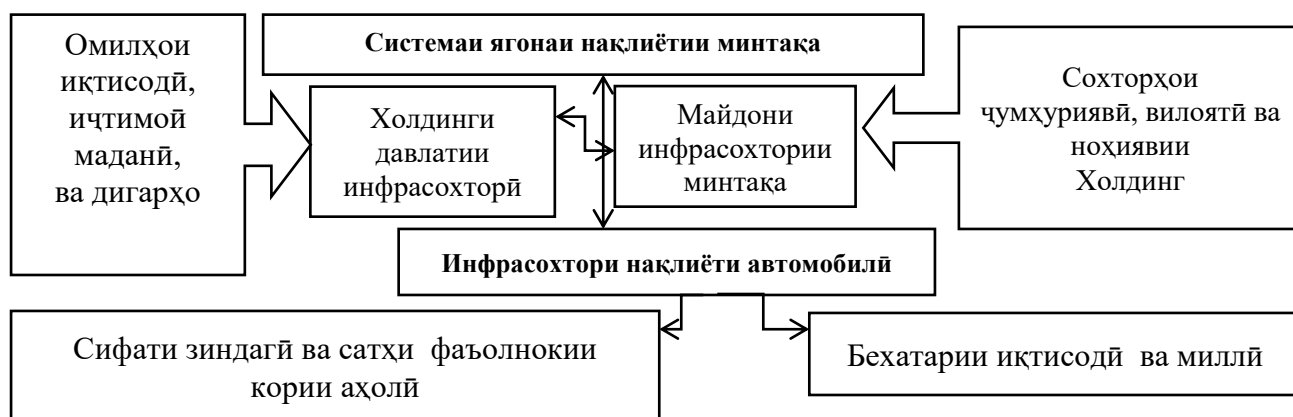 Омилҳои
иқтисодӣ,
иҷтимоӣ
маданӣ,
ва дигарҳо
Системаи ягонаи нақлиётии минтақа
Холдинги
давлатии
инфрасохторӣ
Майдони
инфрасохтории
минтақа
Сохторҳои
ҷумҳуриявӣ, вилоятӣ ва
ноҳиявии
Холдинг
Инфрасохтори нақлиёти автомобилӣ
Сифати зиндагӣ ва сатҳи фаъолнокии
кории аҳолӣ
Бехатарии иқтисодӣ ва миллӣ